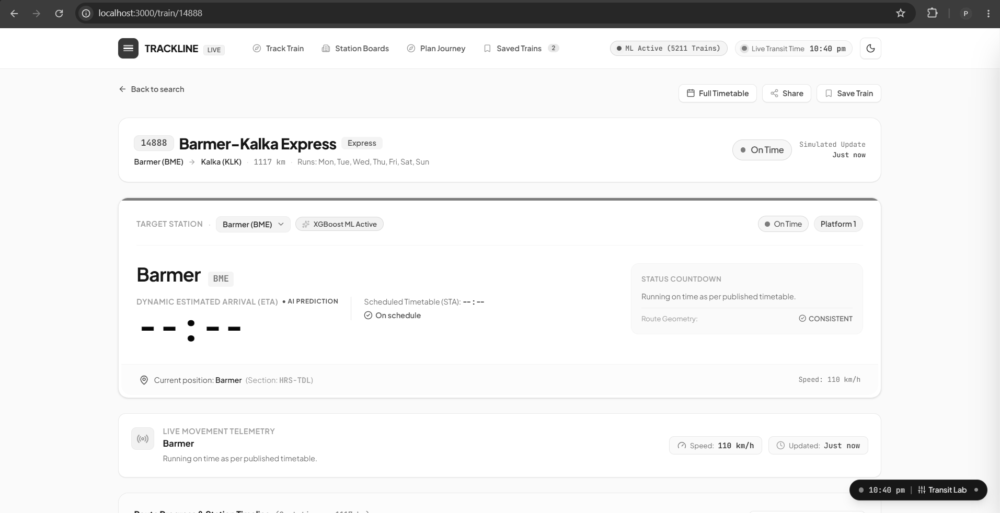 localhost:3000/train/14888
P
TRACKLINE LIVE
Track Train
Station Boards
Plan Journey
Saved Trains 2
ML Active (5211 Trains)
Live Transit Time 10:40 pm
Back to search
Full Timetable
Share
Save Train
14888 Barmer-Kalka Express Express
Barmer (BME) → Kalka (KLK) · 1117 km · Runs: Mon, Tue, Wed, Thu, Fri, Sat, Sun
On Time
Simulated Update
Just now
TARGET STATION · Barmer (BME) XGBoost ML Active
On Time
Platform 1
Barmer BME
DYNAMIC ESTIMATED ARRIVAL (ETA) • AI PREDICTION
--:--
Scheduled Timetable (STA): --:--
On schedule
STATUS COUNTDOWN
Running on time as per published timetable.
Route Geometry: CONSISTENT
Current position: Barmer (Section: HRS-TDL)
Speed: 110 km/h
LIVE MOVEMENT TELEMETRY
Barmer
Running on time as per published timetable.
Speed: 110 km/h
Updated: Just now
10:40 pm | Transit Lab
Route Progress & Station Timeline